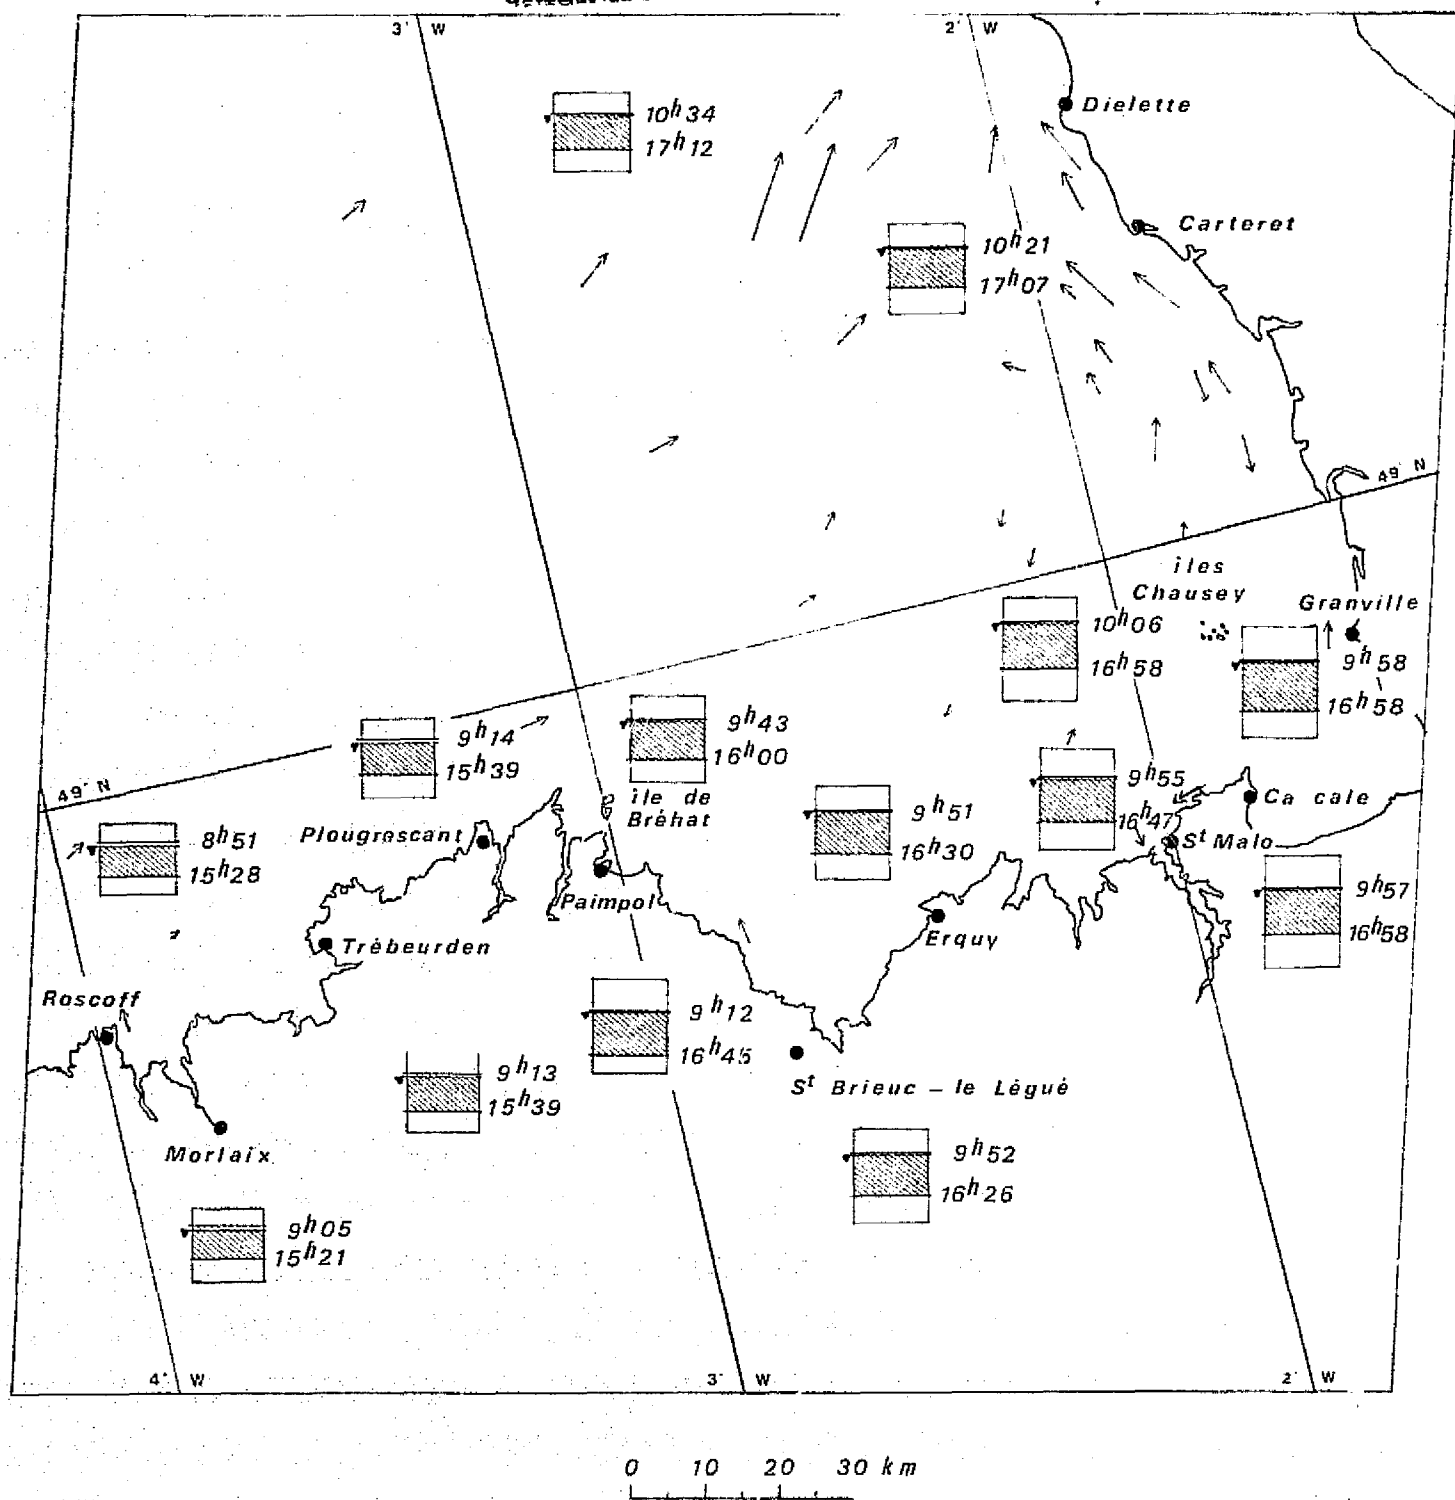 3° W
2° W
Dielette
10h34
17h12
Carteret
10h21
17h07
49° N
îles
Chausey
Granville
10h06
16h58
9h58
16h58
9h14
15h39
9h43
16h00
île de
Bréhat
49° N
9h55
16h47
Ca cale
9h51
16h30
St Malo
8h51
15h28
Plougrescant
Paimpol
9h57
16h58
Trébeurden
Erquy
Roscoff
9h12
16h45
9h13
15h39
St Brieuc - le Légué
Morlaix
9h52
16h26
9h05
15h21
4° W
3° W
2° W
0 10 20 30 km